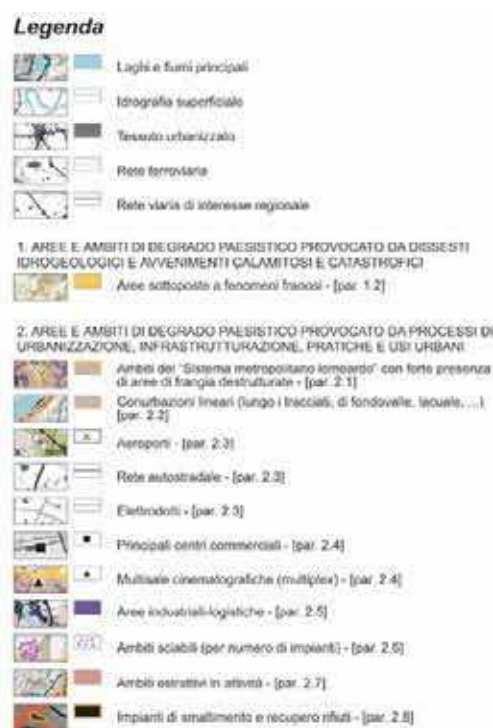 Legenda
Laghi e fiumi principali
Idrografia superficiale
Tessuto urbanizzato
Rete ferroviaria
Rete viaria di interesse regionale
1. AREE E AMBITI DI DEGRADO PAESISTICO PROVOCATO DA DISSESTI
IDROGEOLOGICI E AVVENIMENTI CALAMITOSI E CATASTROFICI
Aree sottoposte a fenomeni franosi - [par. 1.2]
2. AREE E AMBITI DI DEGRADO PAESISTICO PROVOCATO DA PROCESSI DI
URBANIZZAZIONE, INFRASTRUTTURAZIONE, PRATICHE E USI URBANI
Ambiti del "Sistema metropolitano lombardo" con forte presenza
di aree di frangia destrutturate - [par. 2.1]
Conurbazioni lineari (lungo i tracciati, di fondovalle, lacuale, ...)
[par. 2.2]
Aeroporti - [par. 2.3]
Rete autostradale - [par. 2.3]
Elettrodotti - [par. 2.3]
Principali centri commerciali - [par. 2.4]
Multisale cinematografiche (multiplex) - [par. 2.4]
Aree industriali-logistiche - [par. 2.5]
Ambiti sciabili (per numero di impianti) - [par. 2.6]
Ambiti estrattivi in attività - [par. 2.7]
Impianti di smaltimento e recupero rifiuti - [par. 2.8]